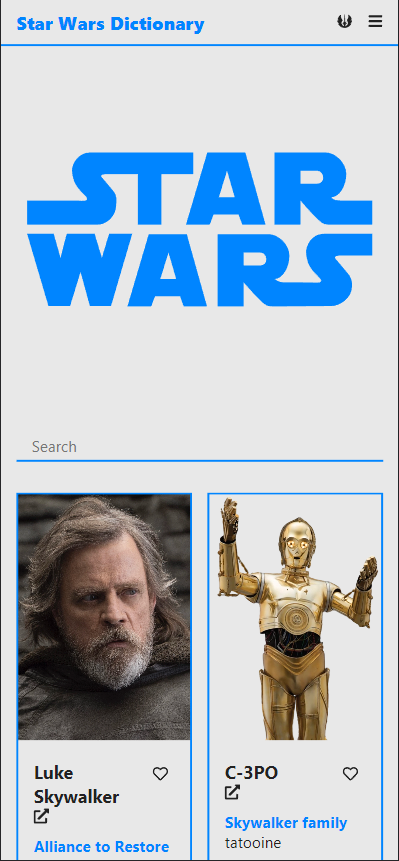 Star Wars Dictionary
STAR
WARS
Search
Luke
Skywalker
Alliance to Restore
C-3PO
Skywalker family
tatooine